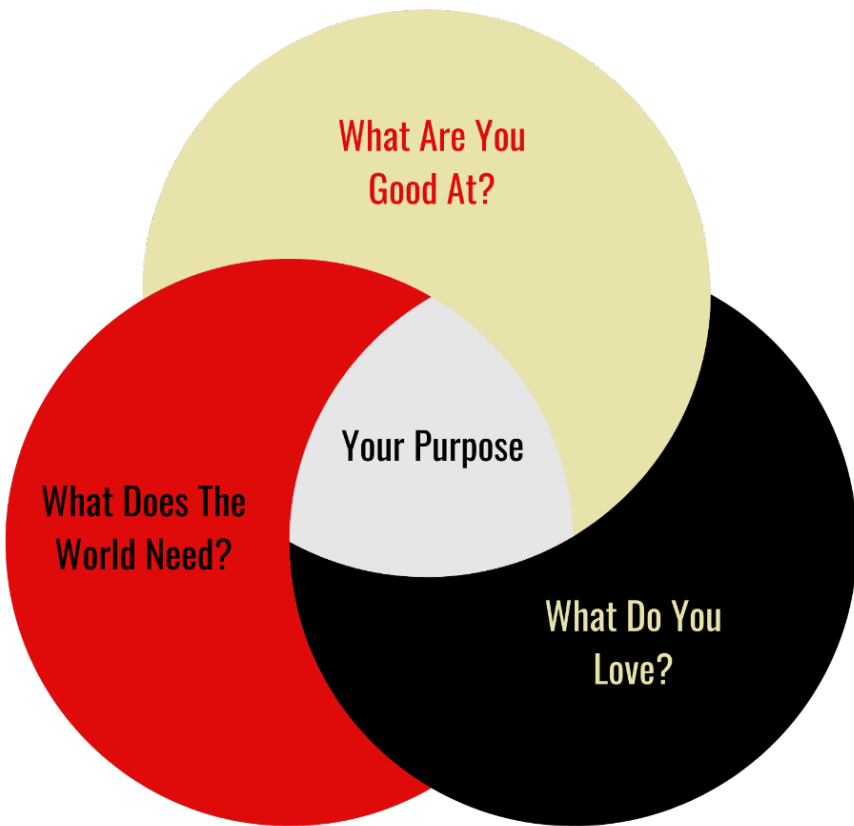 What Are You
Good At?
Your Purpose
What Does The
World Need?
What Do You
Love?